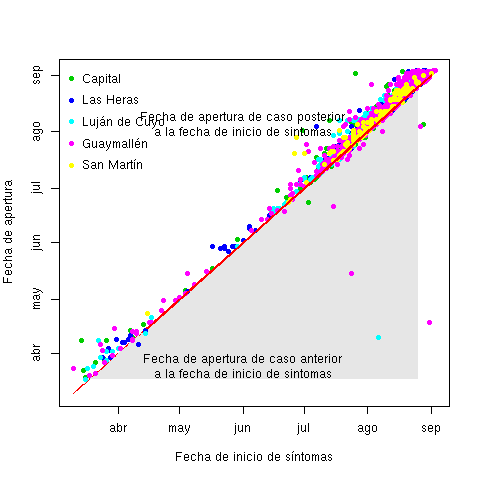 Capital
Las Heras
Luján de Cuyo
Guaymallén
San Martín
Fecha de apertura de caso posterior
a la fecha de inicio de sintomas
Fecha de apertura de caso anterior
a la fecha de inicio de sintomas
Fecha de apertura
sep
ago
jul
jun
may
abr
abr may jun jul ago sep
Fecha de inicio de síntomas